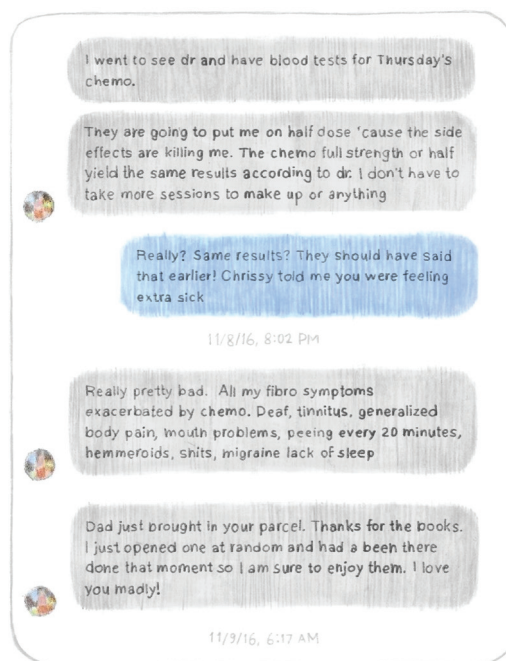 I went to see dr and have blood tests for Thursday's
chemo.
They are going to put me on half dose 'cause the side
effects are killing me. The chemo full strength or half
yield the same results according to dr. I don't have to
take more sessions to make up or anything
Really? Same results? They should have said
that earlier! Chrissy told me you were feeling
extra sick
11/8/16, 8:02 PM
Really pretty bad. All my fibro symptoms
exacerbated by chemo. Deaf, tinnitus, generalized
body pain, mouth problems, peeing every 20 minutes,
hemmeroids, shits, migraine lack of sleep
Dad just brought in your parcel. Thanks for the books.
I just opened one at random and had a been there
done that moment so I am sure to enjoy them. I love
you madly!
11/9/16, 6:17 AM